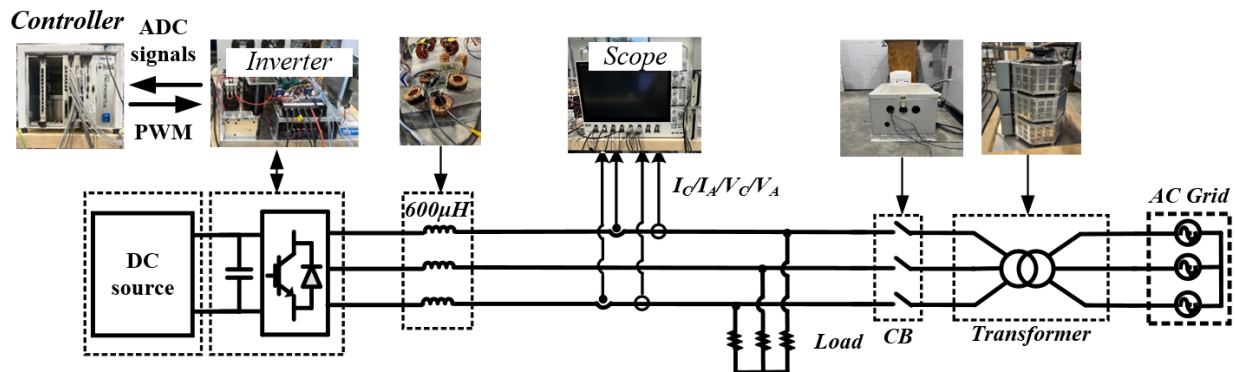 Controller
ADC
signals
PWM
Inverter
Scope
I_C/I_A/V_C/V_A
600μH
AC Grid
DC
source
Load
CB
Transformer